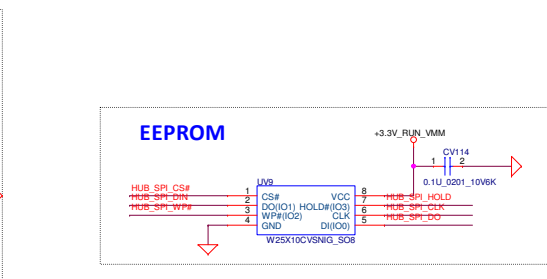 EEPROM
+3.3V_RUN_VMM
CV114
1 2
0.1U_0201_10V6K
UV9
HUB_SPI_CS# 1 CS# VCC 8
HUB_SPI_DIN 2 DO(IO1) HOLD#(IO3) 7 HUB_SPI_HOLD
HUB_SPI_WP# 3 WP#(IO2) CLK 6 HUB_SPI_CLK
4 GND DI(IO0) 5 HUB_SPI_DO
W25X10CVSNIG_SO8